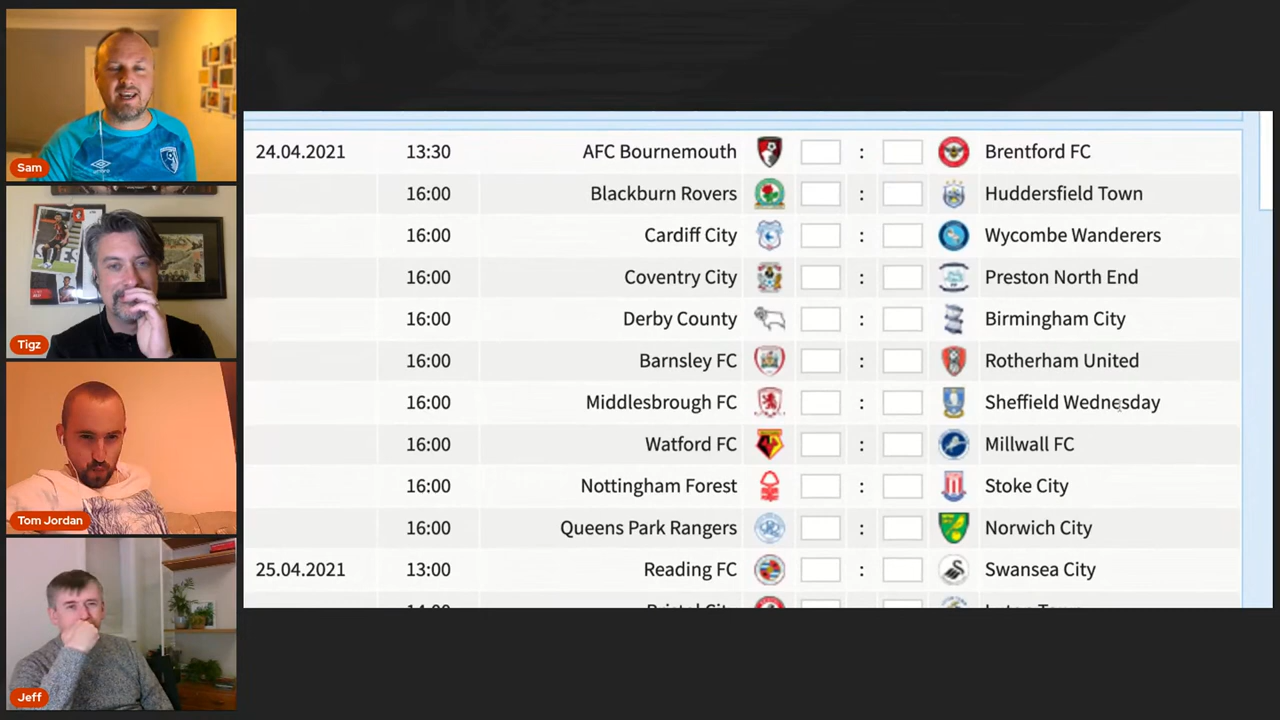 Sam
Tigz
Tom Jordan
Jeff
24.04.2021 13:30 AFC Bournemouth : Brentford FC
16:00 Blackburn Rovers : Huddersfield Town
16:00 Cardiff City : Wycombe Wanderers
16:00 Coventry City : Preston North End
16:00 Derby County : Birmingham City
16:00 Barnsley FC : Rotherham United
16:00 Middlesbrough FC : Sheffield Wednesday
16:00 Watford FC : Millwall FC
16:00 Nottingham Forest : Stoke City
16:00 Queens Park Rangers : Norwich City
25.04.2021 13:00 Reading FC : Swansea City
Bristol City Luton Town